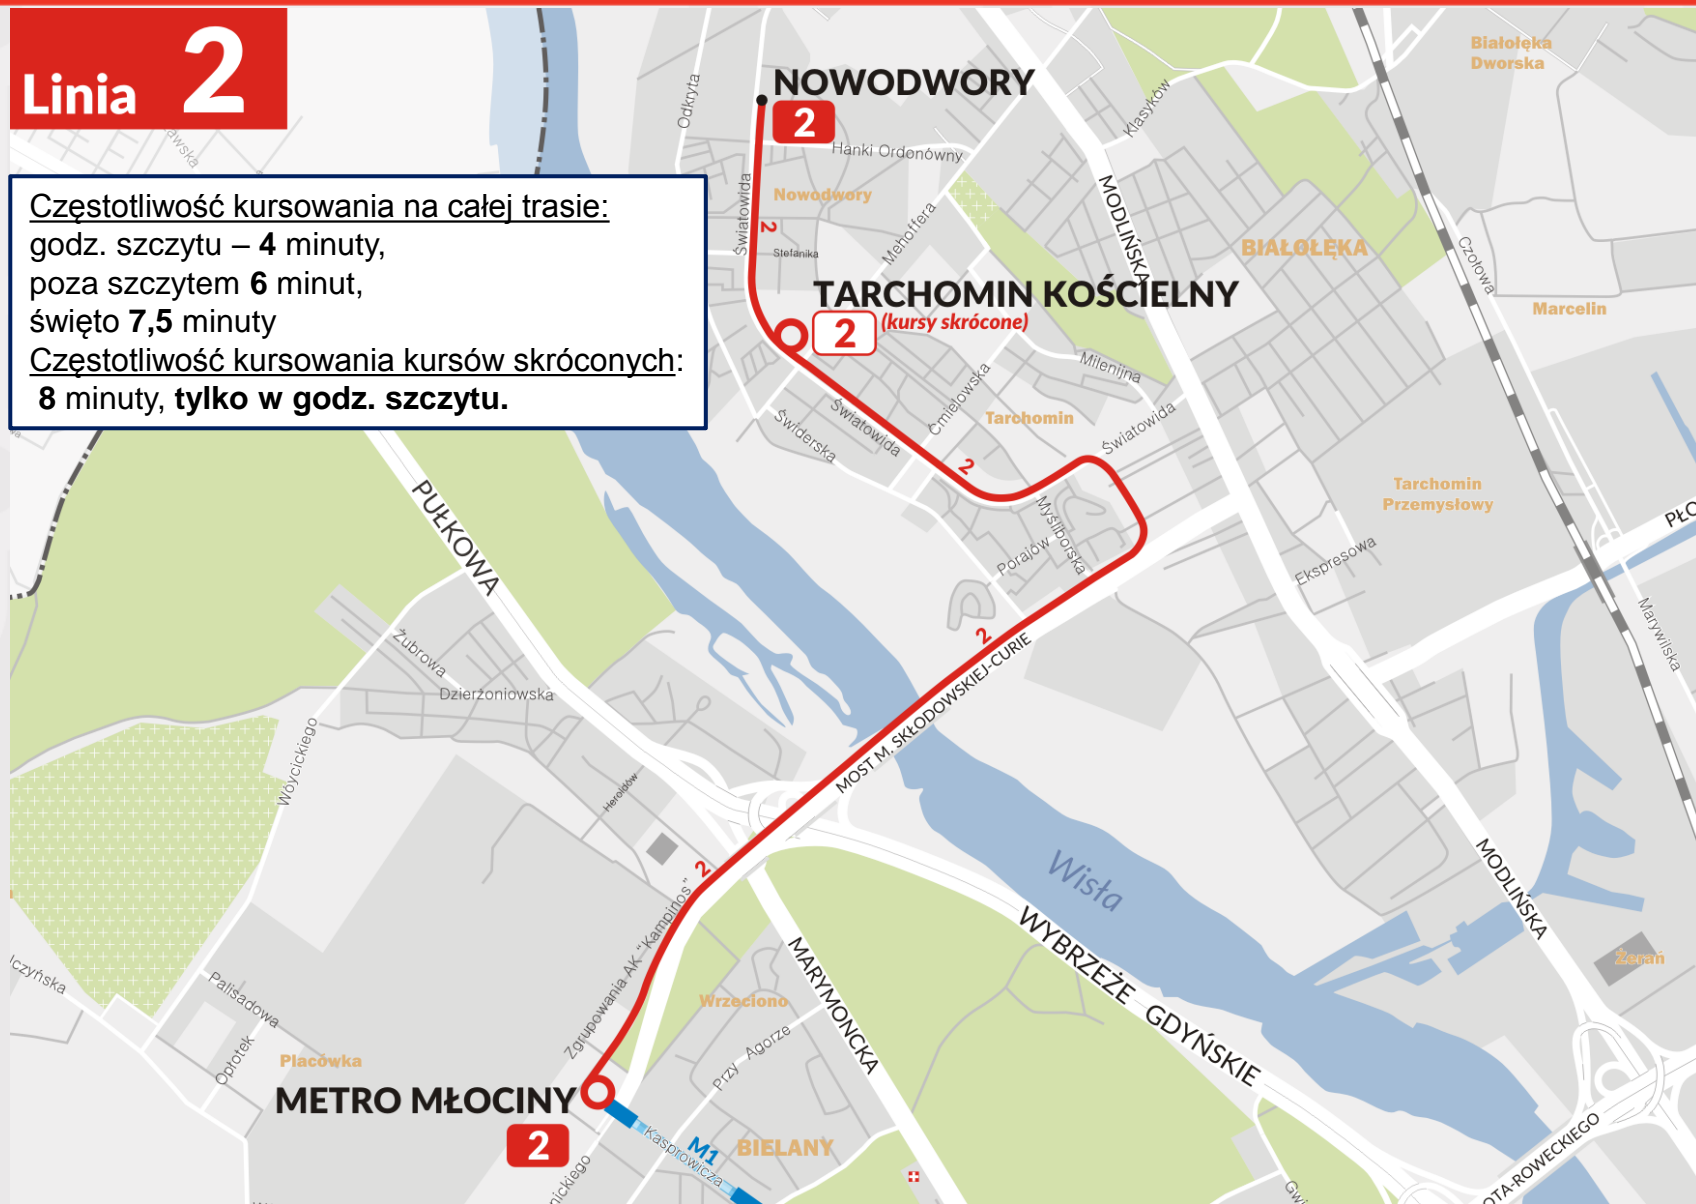 Linia 2
Częstotliwość kursowania na całej trasie:
godz. szczytu – 4 minuty,
poza szczytem 6 minut,
święto 7,5 minuty
Częstotliwość kursowania kursów skróconych:
8 minuty, tylko w godz. szczytu.
NOWODWORY
2
Odkryta
Hanki Ordonówny
Klasyków
Białołęka
Dworska
Nowodwory
Światowida
2
Stefanika
Mehoffera
MODLIŃSKA
BIAŁOŁĘKA
Czołowa
TARCHOMIN KOŚCIELNY
2
(kursy skrócone)
Marcelin
Milenijna
Ćmielowska
Tarchomin
Światowida
Światowida
Świderska
2
Tarchomin
Przemysłowy
PUŁKOWA
Myśliborska
Porajów
Ekspresowa
Marywilska
2
MOST M. SKŁODOWSKIEJ-CURIE
Żubrowa
Dzierżoniowska
Wóycickiego
Heroldów
2
Wisła
WYBRZEŻE GDYŃSKIE
MODLIŃSKA
Żerań
MARYMONCKA
Zgrupowania AK "Kampinos"
Wrzeciono
Przy Agorze
Palisadowa
Opłotek
Placówka
METRO MŁOCINY
2
M1
Kasprowicza
BIELANY